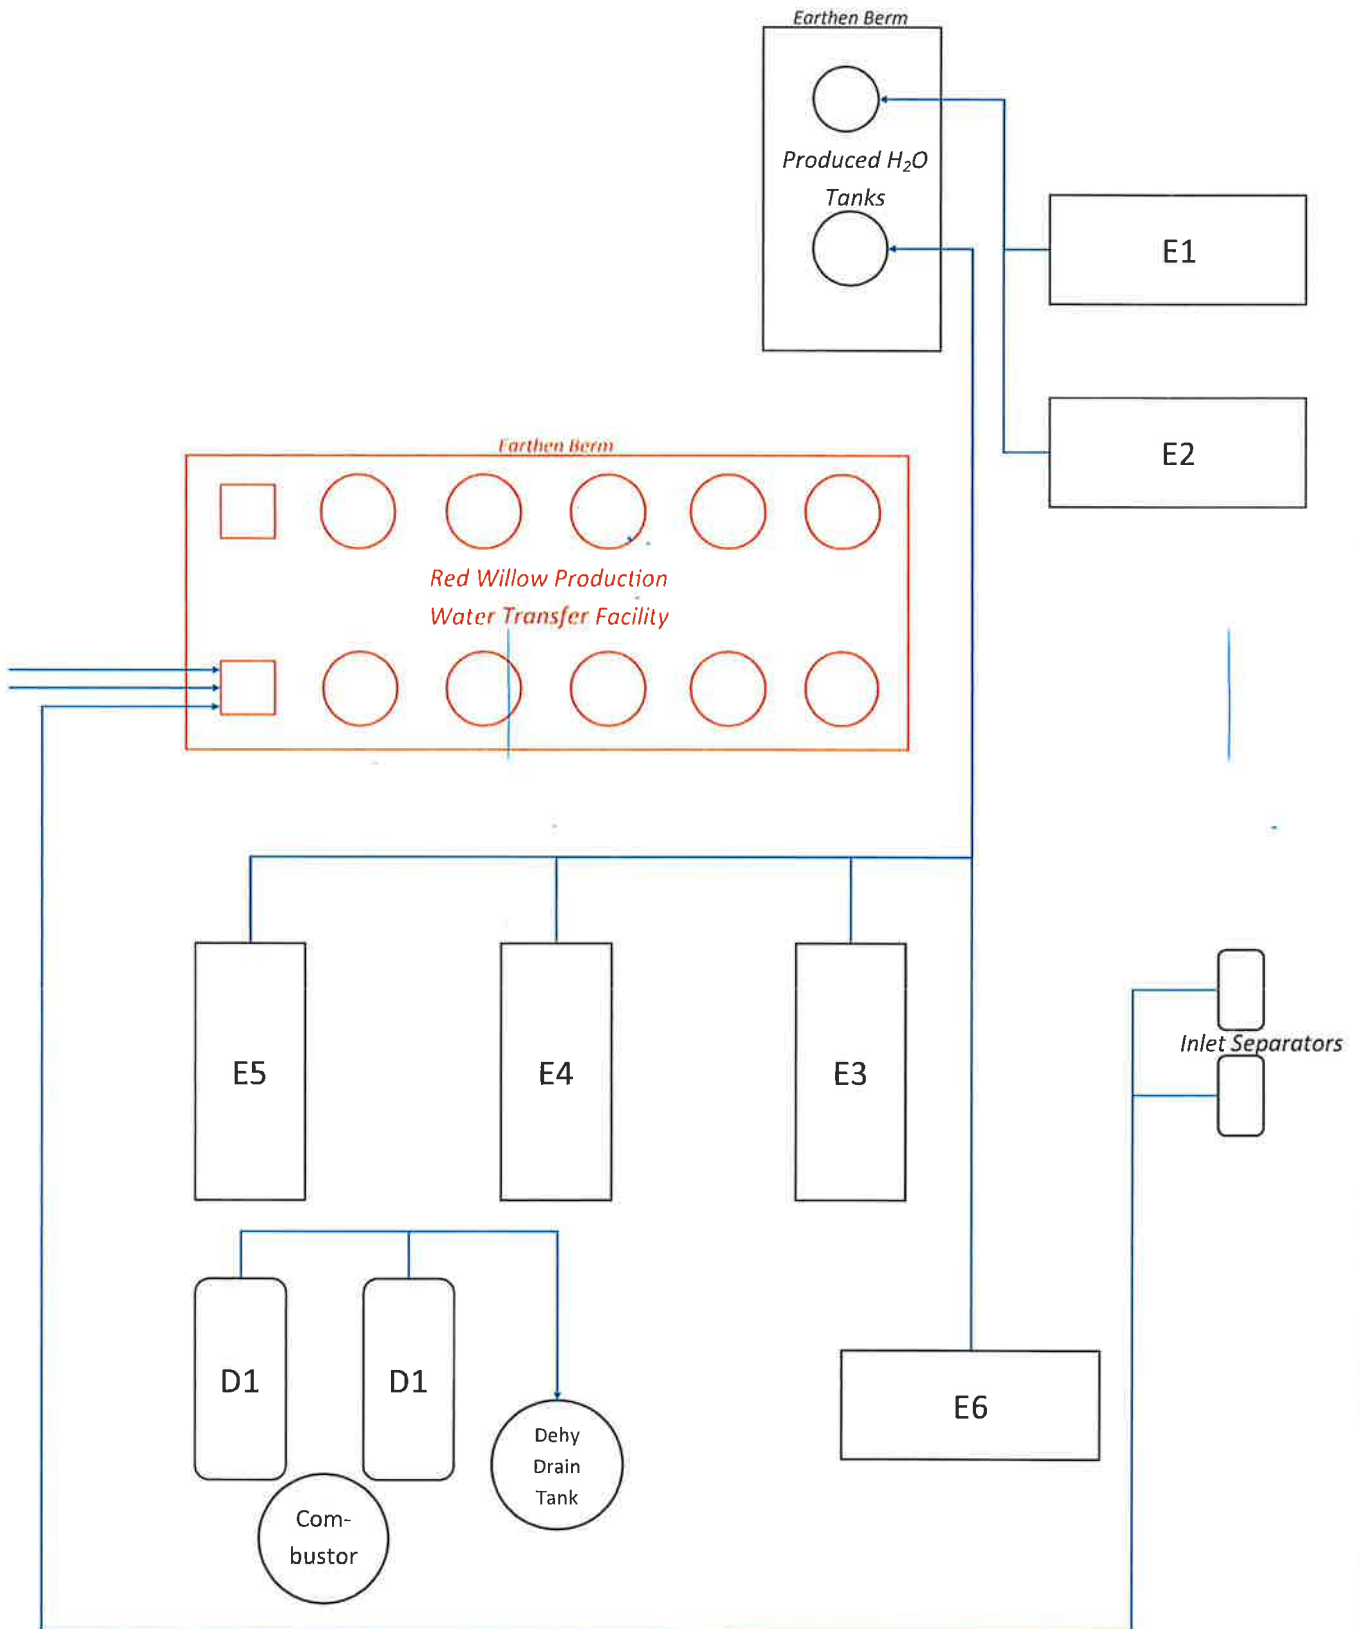 Earthen Berm
Produced H₂O
Tanks
E1
E2
Earthen Berm
Red Willow Production
Water Transfer Facility
E5
E4
E3
Inlet Separators
D1
D1
E6
Dehy
Drain
Tank
Com-
bustor